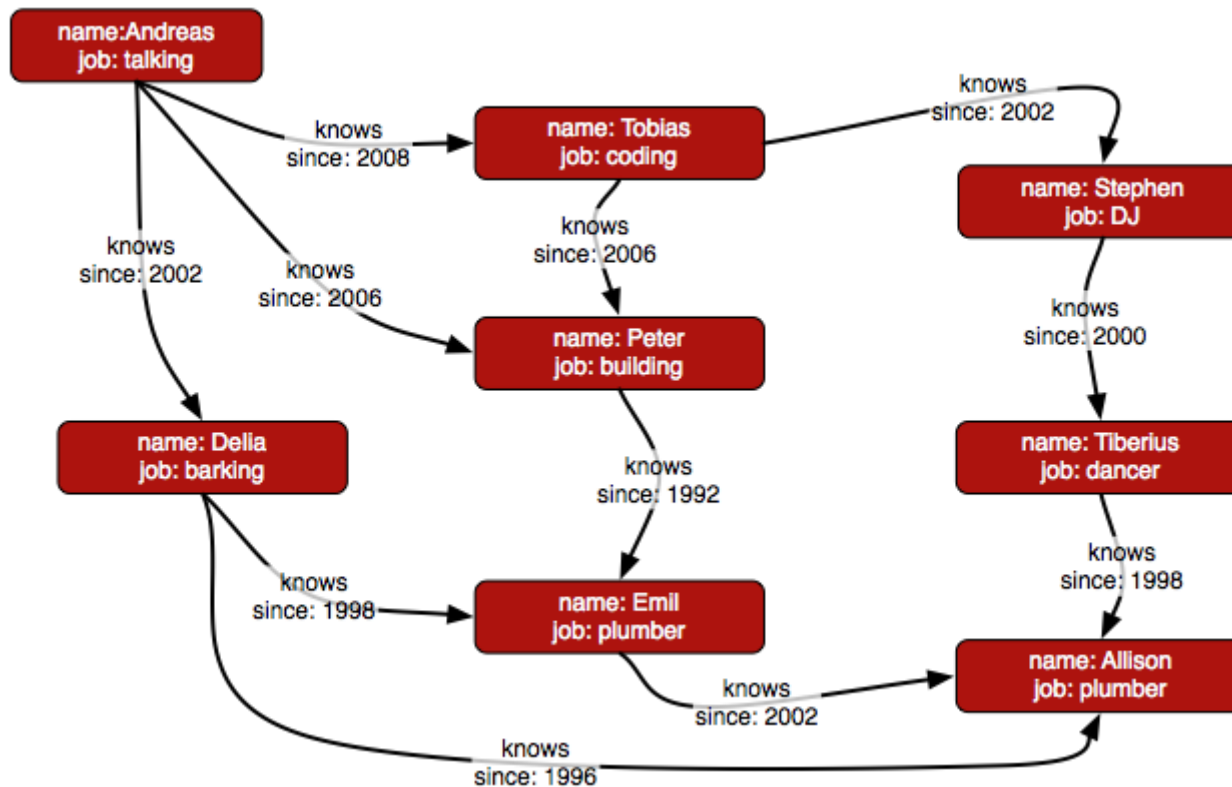 name:Andreas
job: talking
knows
since: 2008
name: Tobias
job: coding
knows
since: 2002
name: Stephen
job: DJ
knows
since: 2002
knows
since: 2006
knows
since: 2006
name: Peter
job: building
knows
since: 2000
name: Delia
job: barking
knows
since: 1992
name: Tiberius
job: dancer
knows
since: 1998
name: Emil
job: plumber
knows
since: 1998
name: Allison
job: plumber
knows
since: 2002
knows
since: 1996